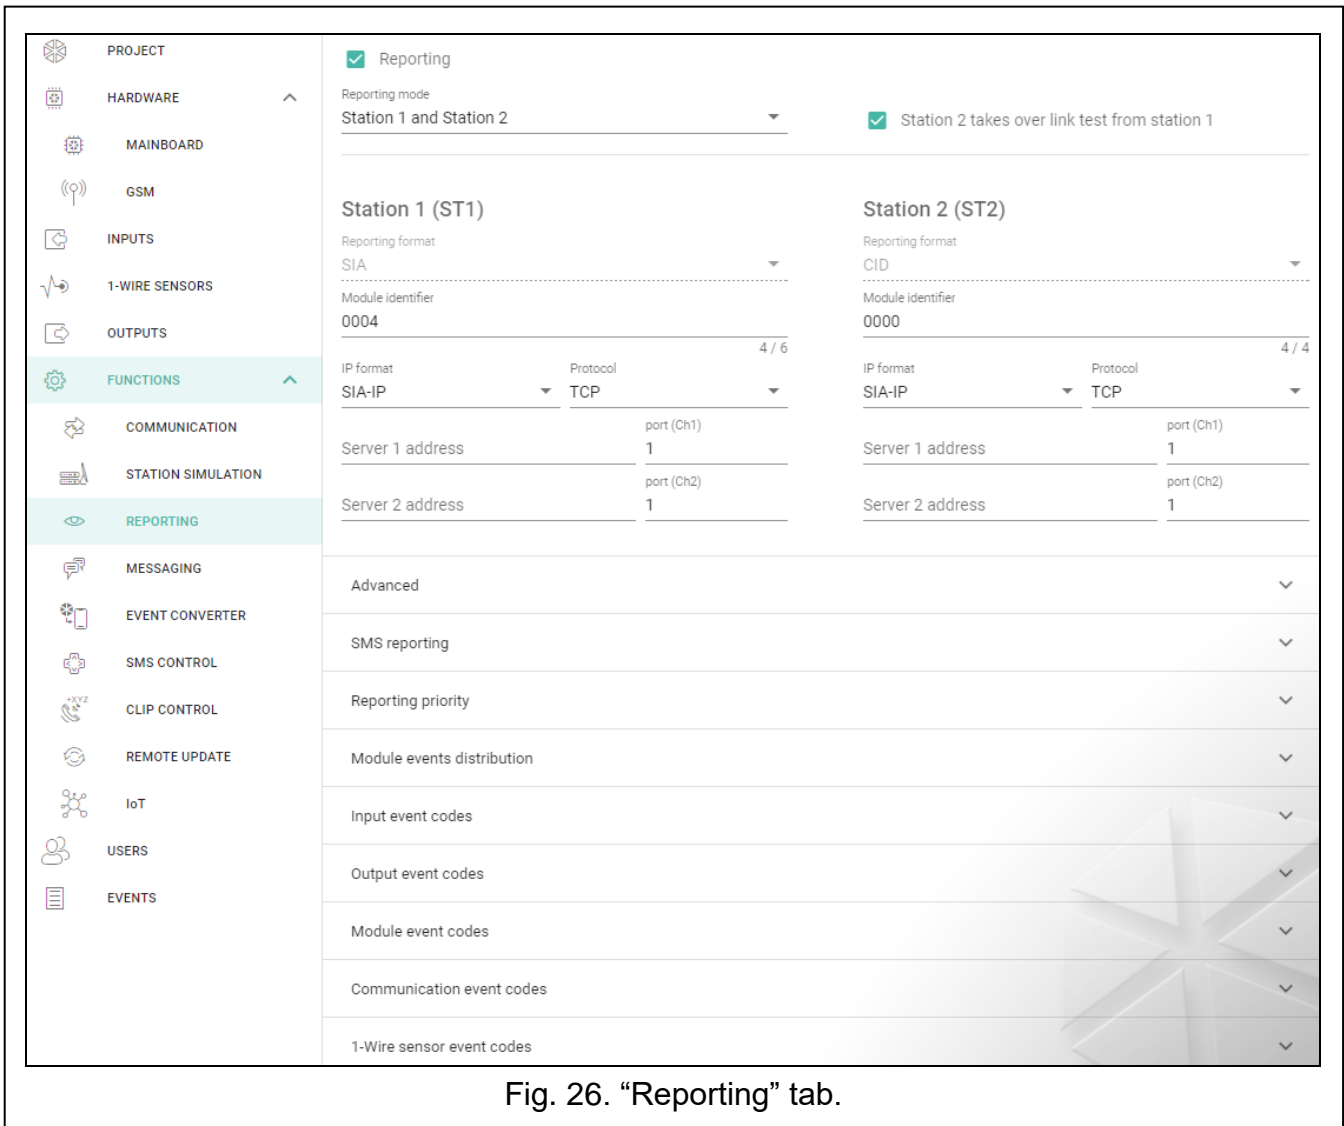 PROJECT
HARDWARE
MAINBOARD
GSM
INPUTS
1-WIRE SENSORS
OUTPUTS
FUNCTIONS
COMMUNICATION
STATION SIMULATION
REPORTING
MESSAGING
EVENT CONVERTER
SMS CONTROL
+XYZ
CLIP CONTROL
REMOTE UPDATE
IoT
USERS
EVENTS
Reporting
Reporting mode
Station 1 and Station 2
Station 2 takes over link test from station 1
Station 1 (ST1)
Reporting format
SIA
Module identifier
0004
4 / 6
IP format Protocol
SIA-IP TCP
port (Ch1)
Server 1 address 1
port (Ch2)
Server 2 address 1
Station 2 (ST2)
Reporting format
CID
Module identifier
0000
4 / 4
IP format Protocol
SIA-IP TCP
port (Ch1)
Server 1 address 1
port (Ch2)
Server 2 address 1
Advanced
SMS reporting
Reporting priority
Module events distribution
Input event codes
Output event codes
Module event codes
Communication event codes
1-Wire sensor event codes
Fig. 26. “Reporting” tab.